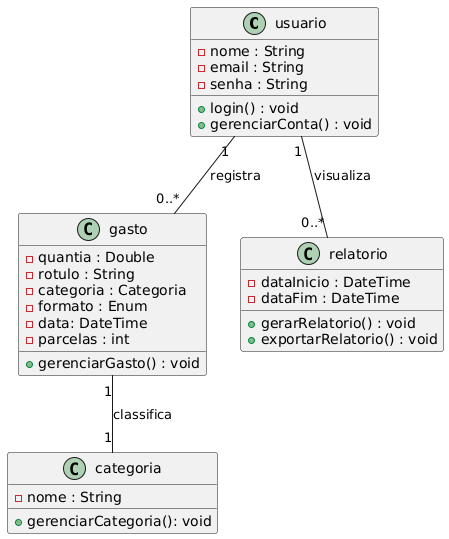 C usuario
nome : String
email : String
senha : String
login() : void
gerenciarConta() : void
1
1
registra
visualiza
0..*
0..*
C gasto
quantia : Double
rotulo : String
categoria : Categoria
formato : Enum
data: DateTime
parcelas : int
gerenciarGasto() : void
C relatorio
dataInicio : DateTime
dataFim : DateTime
gerarRelatorio() : void
exportarRelatorio() : void
1
classifica
1
C categoria
nome : String
gerenciarCategoria(): void